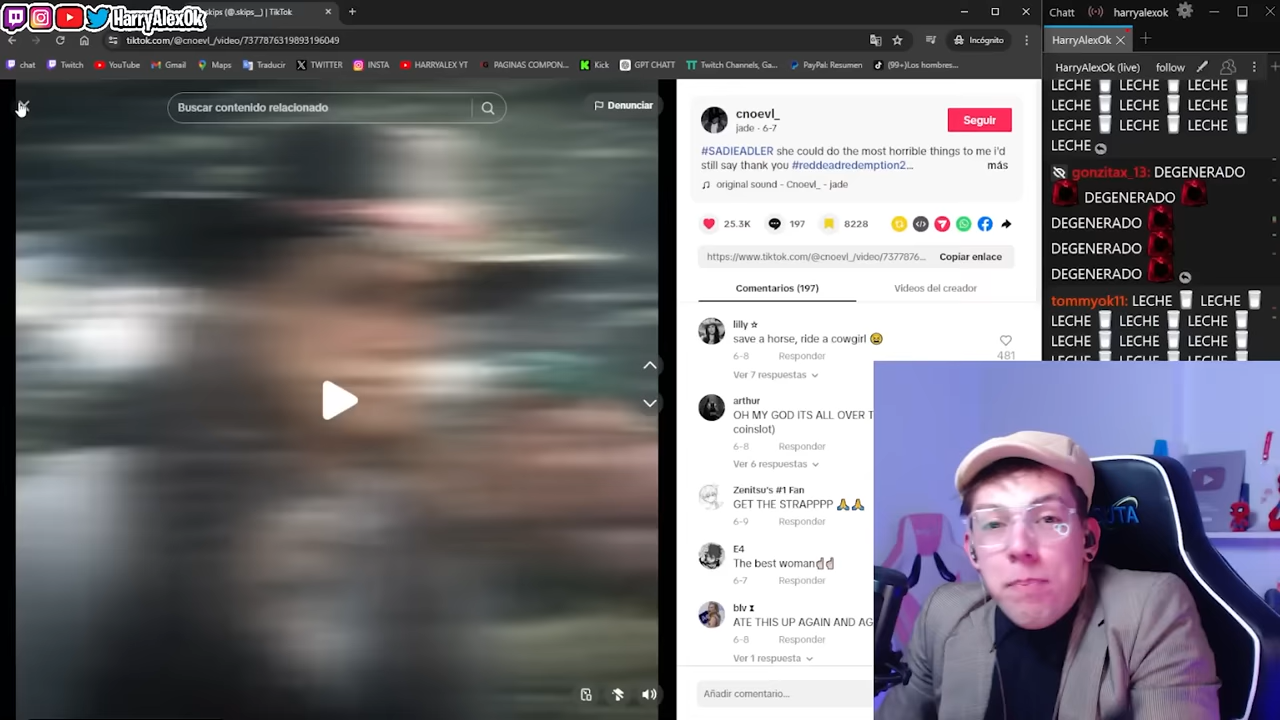 HarryAlexOk
skips (@.skips__) | TikTok
tiktok.com/@cnoevl_/video/7377876319893196049
Incógnito
chat
Twitch
YouTube
Gmail
Maps
Traducir
TWITTER
INSTA
HARRYALEX YT
PAGINAS COMPON...
Kick
GPT CHATT
Twitch Channels, Ga...
PayPal: Resumen
(99+)Los hombres...
Buscar contenido relacionado
Denunciar
cnoevl_
jade · 6-7
Seguir
#SADIEADLER she could do the most horrible things to me i'd
still say thank you #reddeadredemption2...
más
original sound - Cnoevl_ - jade
25.3K
197
8228
https://www.tiktok.com/@cnoevl_/video/7377876...
Copiar enlace
Comentarios (197)
Videos del creador
lilly ☆
save a horse, ride a cowgirl 😫
6-8 Responder
481
Ver 7 respuestas
arthur
OH MY GOD ITS ALL OVER T
coinslot)
6-8 Responder
Ver 6 respuestas
Zenitsu's #1 Fan
GET THE STRAPPPP 🙏🙏
6-9 Responder
E4
The best woman
6-7 Responder
blv
ATE THIS UP AGAIN AND AG
6-8 Responder
Ver 1 respuesta
Añadir comentario...
Chatt
harryalexok
HarryAlexOk
HarryAlexOk (live)
follow
LECHE 🥛 LECHE 🥛 LECHE 🥛
LECHE 🥛 LECHE 🥛 LECHE 🥛
LECHE 🥛 LECHE 🥛 LECHE 🥛
LECHE
gonzitax_13: DEGENERADO
DEGENERADO
DEGENERADO
DEGENERADO
DEGENERADO
tommyok11: LECHE 🥛 LECHE 🥛
LECHE 🥛 LECHE 🥛 LECHE 🥛
LECHE 🥛 LECHE 🥛 LECHE 🥛